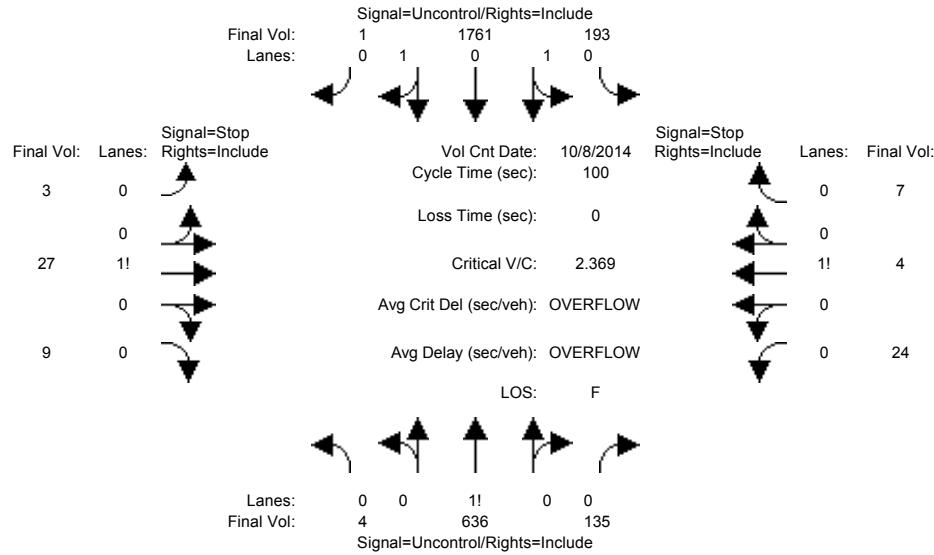 Signal=Uncontrol/Rights=Include
Final Vol: 1 1761 193
Lanes: 0 1 0 1 0
Signal=Stop Signal=Stop
Final Vol: Lanes: Rights=Include Vol Cnt Date: 10/8/2014 Rights=Include Lanes: Final Vol:
Cycle Time (sec): 100
3 0 0 7
Loss Time (sec): 0
0 0
27 1! Critical V/C: 2.369 1! 4
0 Avg Crit Del (sec/veh): OVERFLOW 0
9 0 Avg Delay (sec/veh): OVERFLOW 0 24
LOS: F
Lanes: 0 0 1! 0 0
Final Vol: 4 636 135
Signal=Uncontrol/Rights=Include